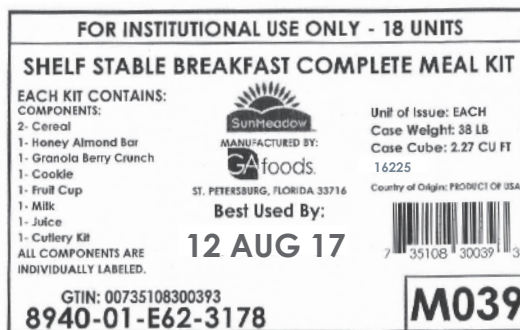 FOR INSTITUTIONAL USE ONLY - 18 UNITS
SHELF STABLE BREAKFAST COMPLETE MEAL KIT
EACH KIT CONTAINS:
COMPONENTS:
2- Cereal
1- Honey Almond Bar
1- Granola Berry Crunch
1- Cookie
1- Fruit Cup
1- Milk
1- Juice
1- Cutlery Kit
ALL COMPONENTS ARE
INDIVIDUALLY LABELED.
SunMeadow
MANUFACTURED BY:
GA foods.
ST. PETERSBURG, FLORIDA 33716
Best Used By:
12 AUG 17
Unit of Issue: EACH
Case Weight: 38 LB
Case Cube: 2.27 CU FT
16225
Country of Origin: PRODUCT OF USA
7 35108 30039 3
GTIN: 00735108300393
8940-01-E62-3178
M039